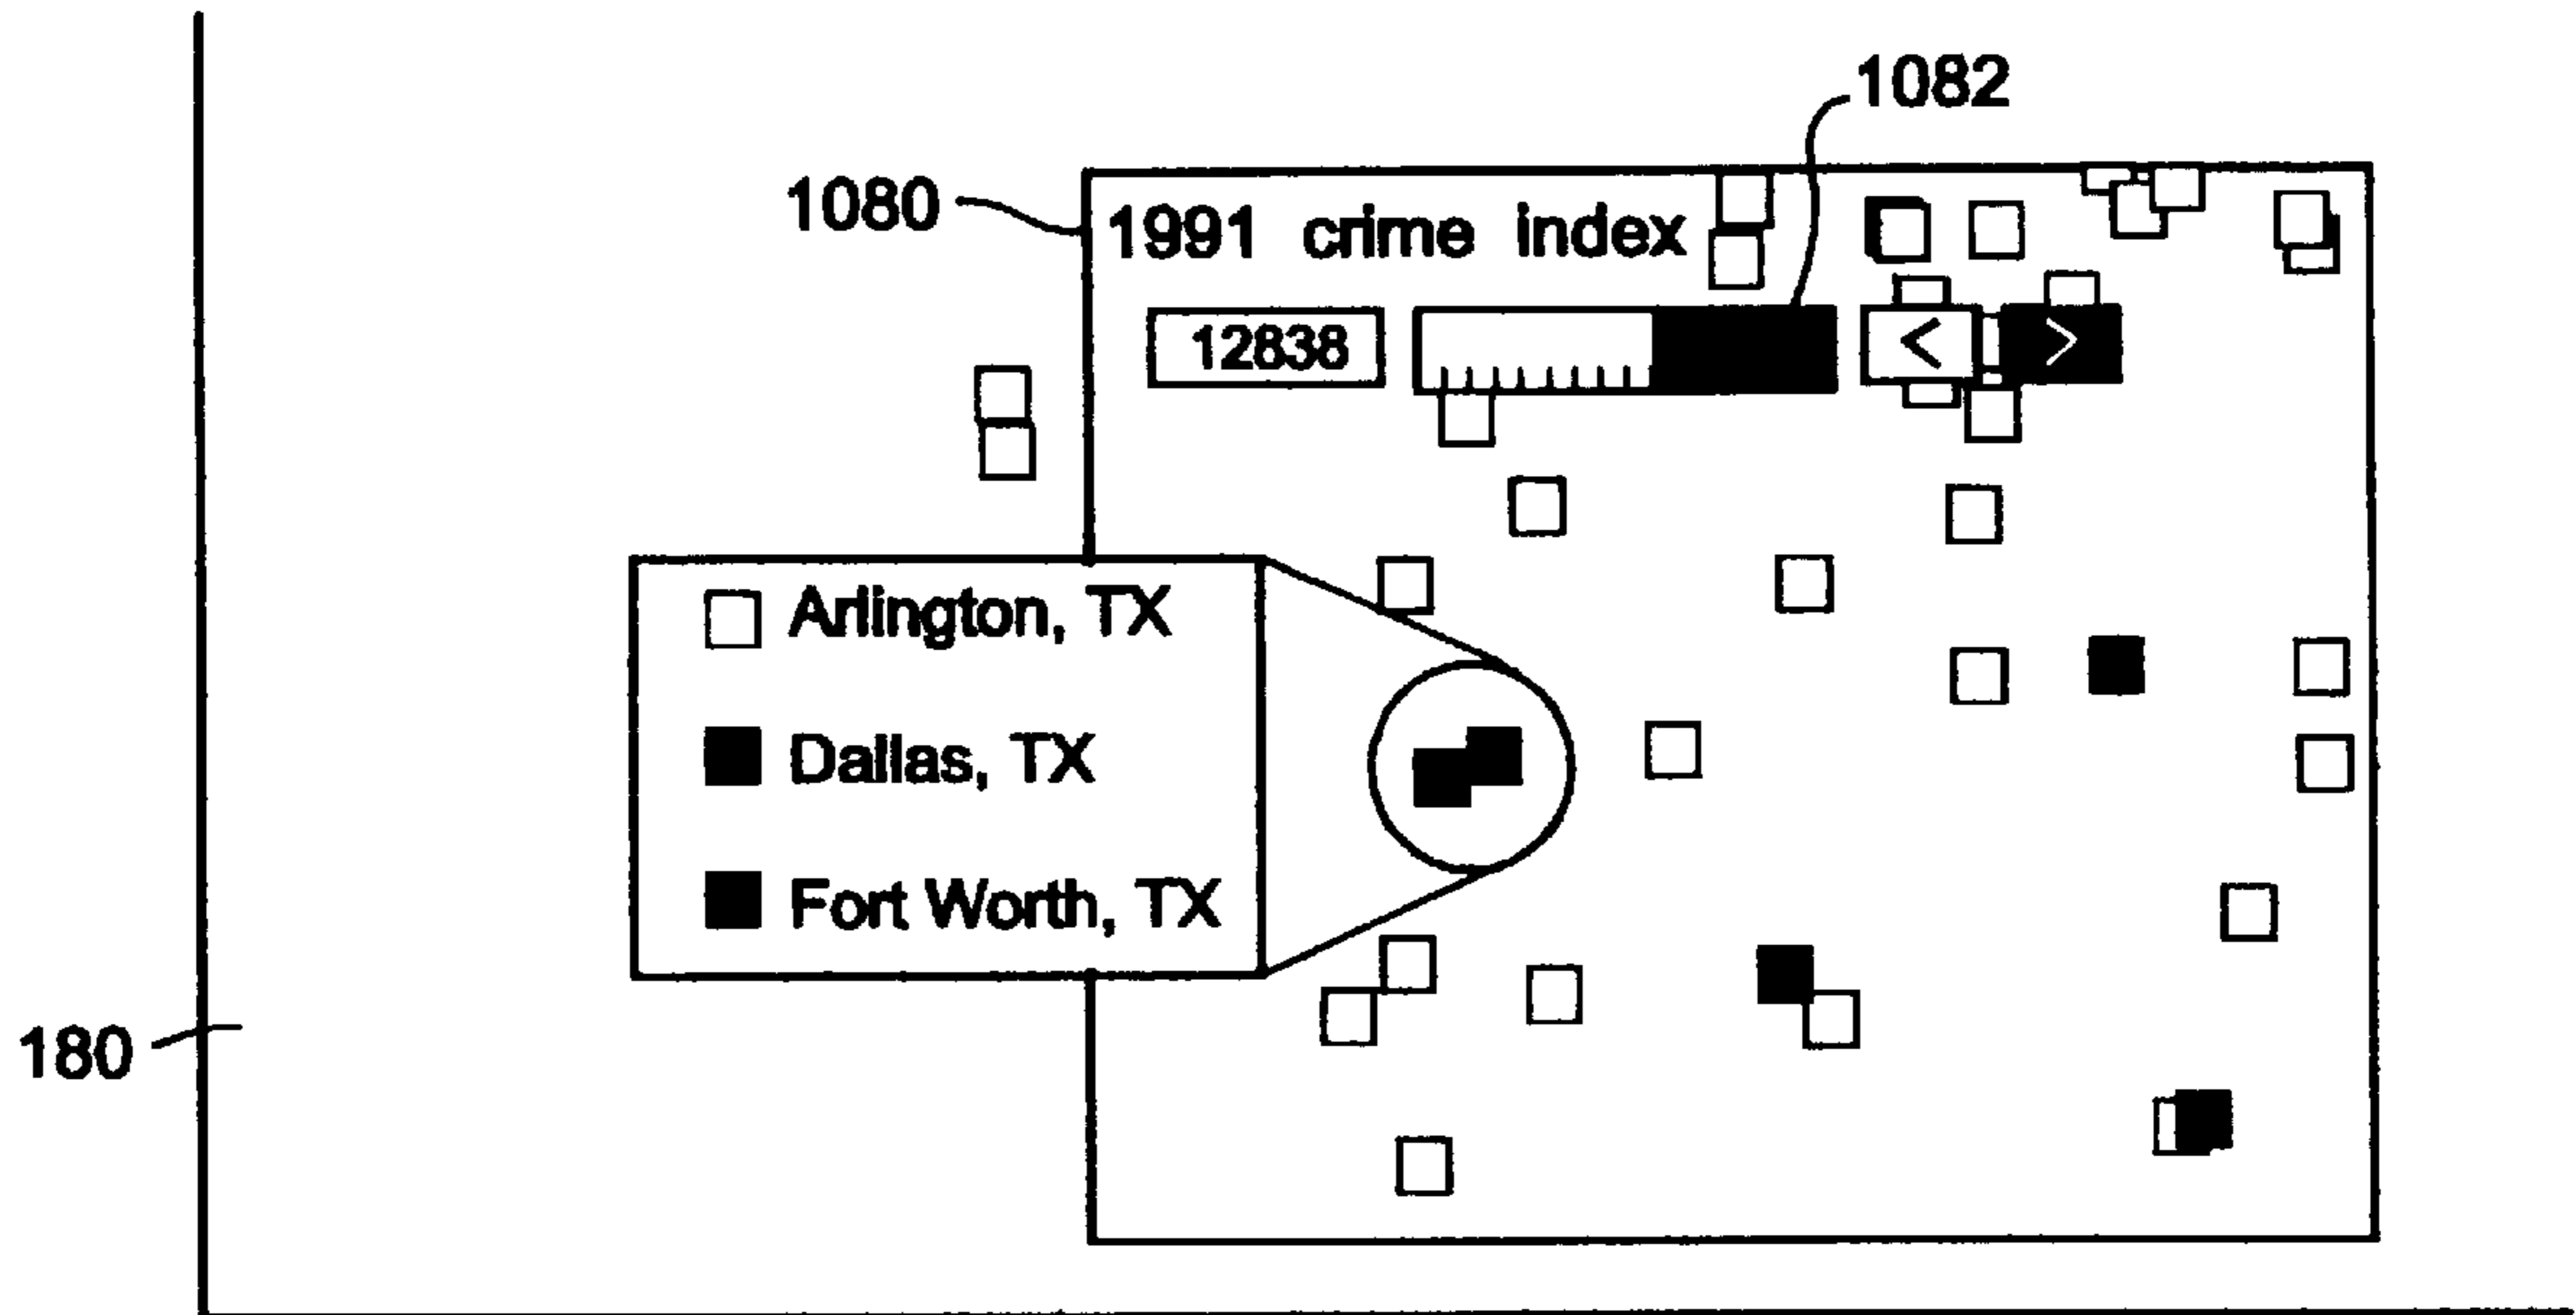 1082
1080
1991 crime index
12838
<
>
Arlington, TX
Dallas, TX
Fort Worth, TX
180